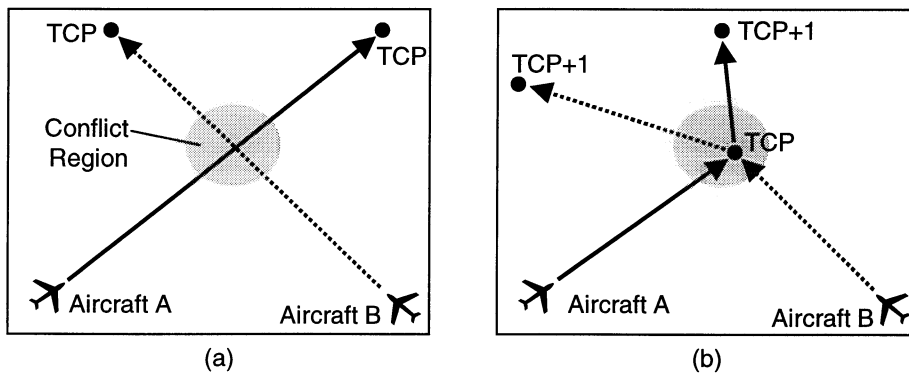 TCP
TCP
Conflict
Region
Aircraft A
Aircraft B
(a)
TCP+1
TCP+1
TCP
Aircraft A
Aircraft B
(b)